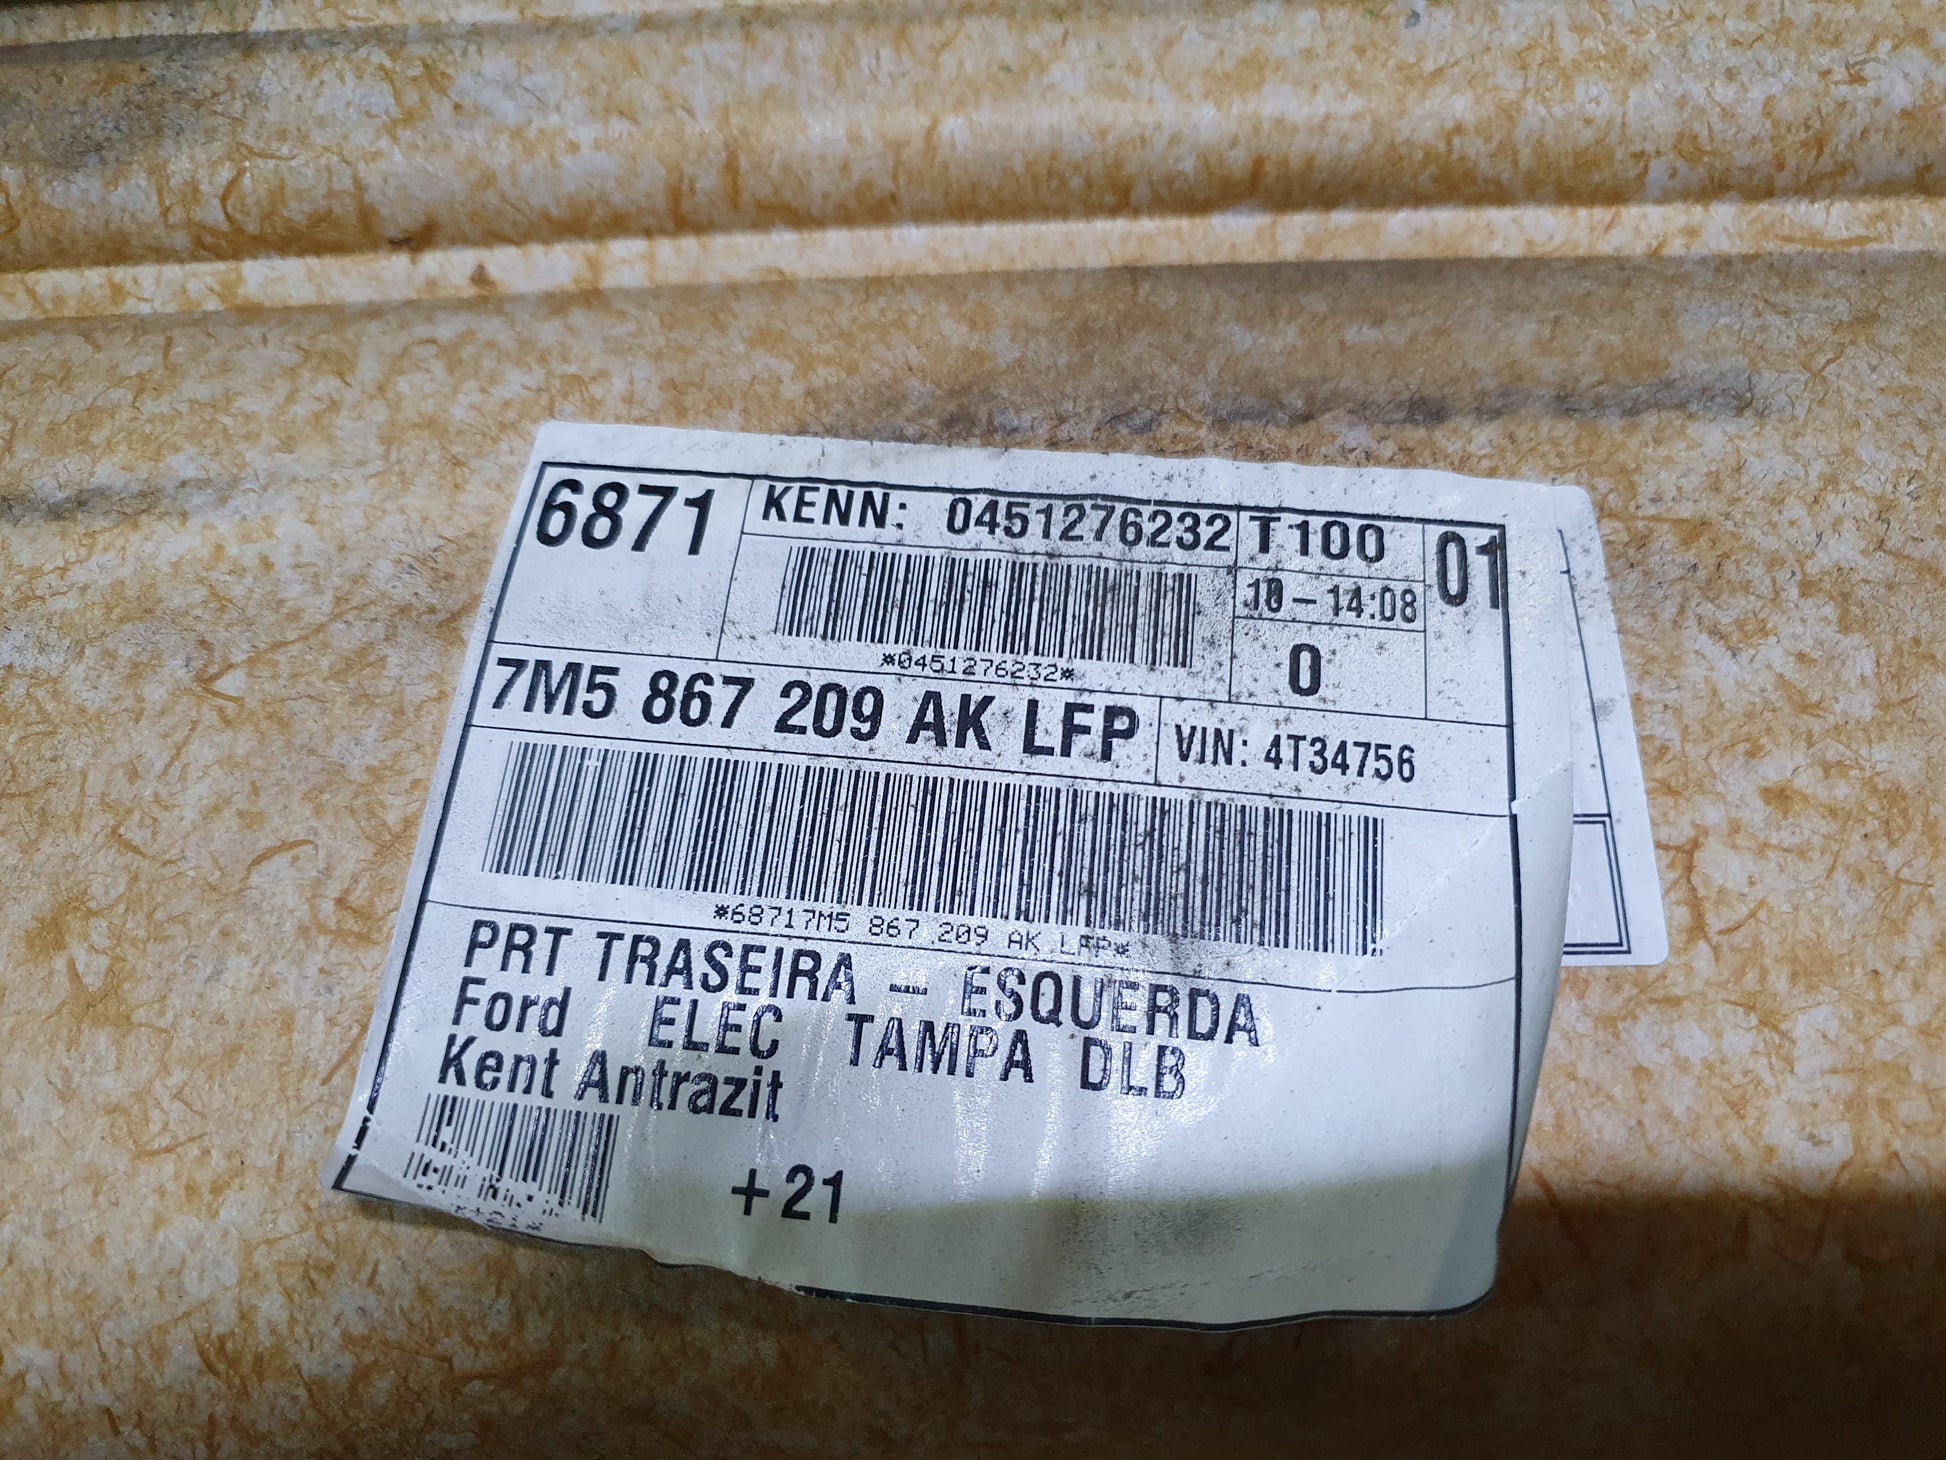 6871
KENN: 0451276232
T100
01
10-14:08
*0451276232*
0
7M5 867 209 AK LFP
VIN: 4T34756
*68717M5 867 209 AK LFP*
PRT TRASEIRA - ESQUERDA
Ford ELEC TAMPA DLB
Kent Antrazit
+21